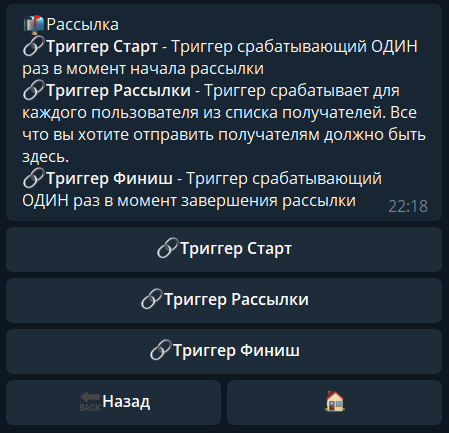 📬Рассылка
🔗Триггер Старт - Триггер срабатывающий ОДИН
раз в момент начала рассылки
🔗Триггер Рассылки - Триггер срабатывает для
каждого пользователя из списка получателей. Все
что вы хотите отправить получателям должно быть
здесь.
🔗Триггер Финиш - Триггер срабатывающий
ОДИН раз в момент завершения рассылки
22:18
🔗Триггер Старт
🔗Триггер Рассылки
🔗Триггер Финиш
🔙Назад
🏠